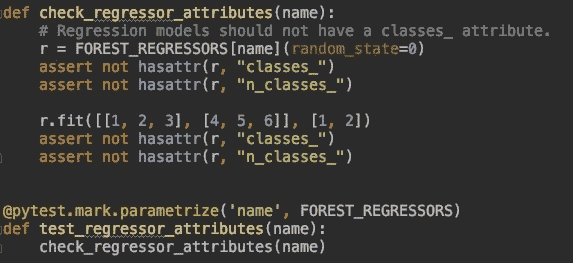 def check_regressor_attributes(name):
    # Regression models should not have a classes_ attribute.
    r = FOREST_REGRESSORS[name](random_state=0)
    assert not hasattr(r, "classes_")
    assert not hasattr(r, "n_classes_")

    r.fit([[1, 2, 3], [4, 5, 6]], [1, 2])
    assert not hasattr(r, "classes_")
    assert not hasattr(r, "n_classes_")


@pytest.mark.parametrize('name', FOREST_REGRESSORS)
def test_regressor_attributes(name):
    check_regressor_attributes(name)